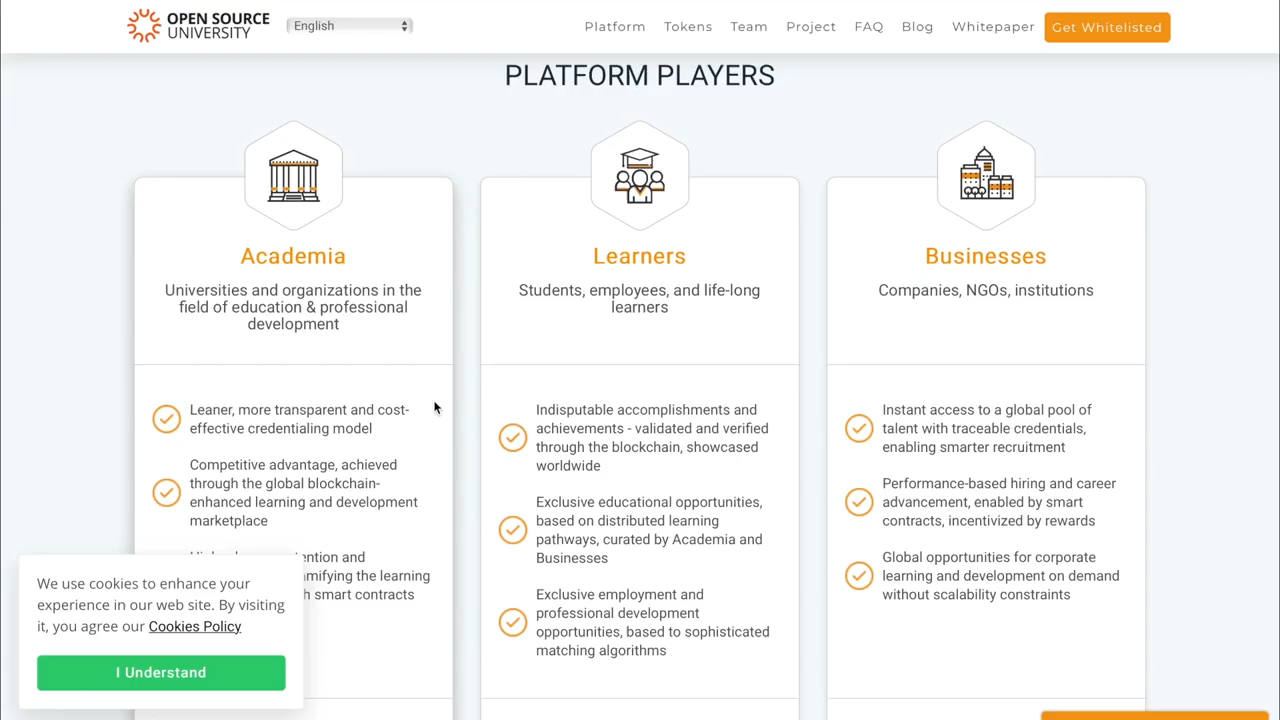 OPEN SOURCE
UNIVERSITY
English
Platform
Tokens
Team
Project
FAQ
Blog
Whitepaper
Get Whitelisted
PLATFORM PLAYERS
Academia
Universities and organizations in the
field of education & professional
development
Leaner, more transparent and cost-
effective credentialing model
Competitive advantage, achieved
through the global blockchain-
enhanced learning and development
marketplace
and
the learning
smart contracts
Learners
Students, employees, and life-long
learners
Indisputable accomplishments and
achievements - validated and verified
through the blockchain, showcased
worldwide
Exclusive educational opportunities,
based on distributed learning
pathways, curated by Academia and
Businesses
Exclusive employment and
professional development
opportunities, based to sophisticated
matching algorithms
Businesses
Companies, NGOs, institutions
Instant access to a global pool of
talent with traceable credentials,
enabling smarter recruitment
Performance-based hiring and career
advancement, enabled by smart
contracts, incentivized by rewards
Global opportunities for corporate
learning and development on demand
without scalability constraints
We use cookies to enhance your
experience in our web site. By visiting
it, you agree our Cookies Policy
I Understand